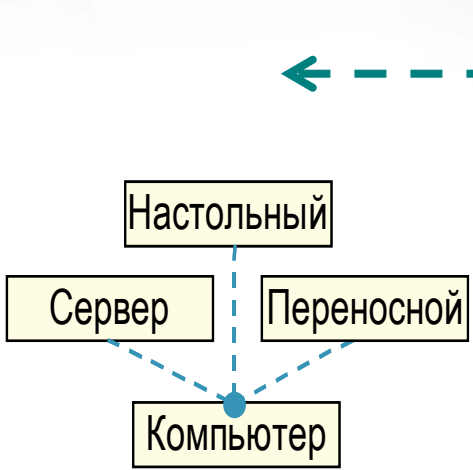 Настольный
Сервер
Переносной
Компьютер